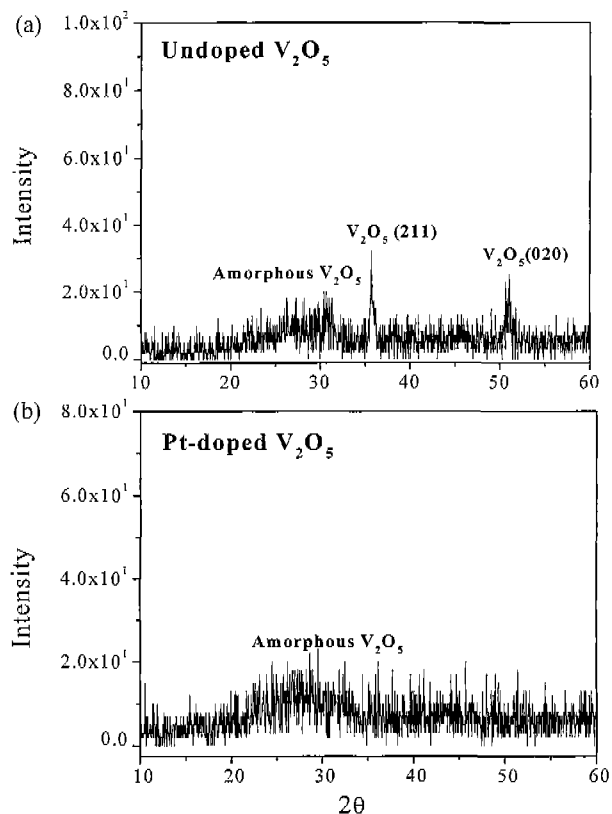 (a)
Undoped V₂O₅
1.0x10²
8.0x10¹
6.0x10¹
4.0x10¹
2.0x10¹
0.0
Intensity
V₂O₅ (211)
Amorphous V₂O₅
V₂O₅(020)
10 20 30 40 50 60
(b)
Pt-doped V₂O₅
8.0x10¹
6.0x10¹
4.0x10¹
2.0x10¹
0.0
Intensity
Amorphous V₂O₅
10 20 30 40 50 60
2θ